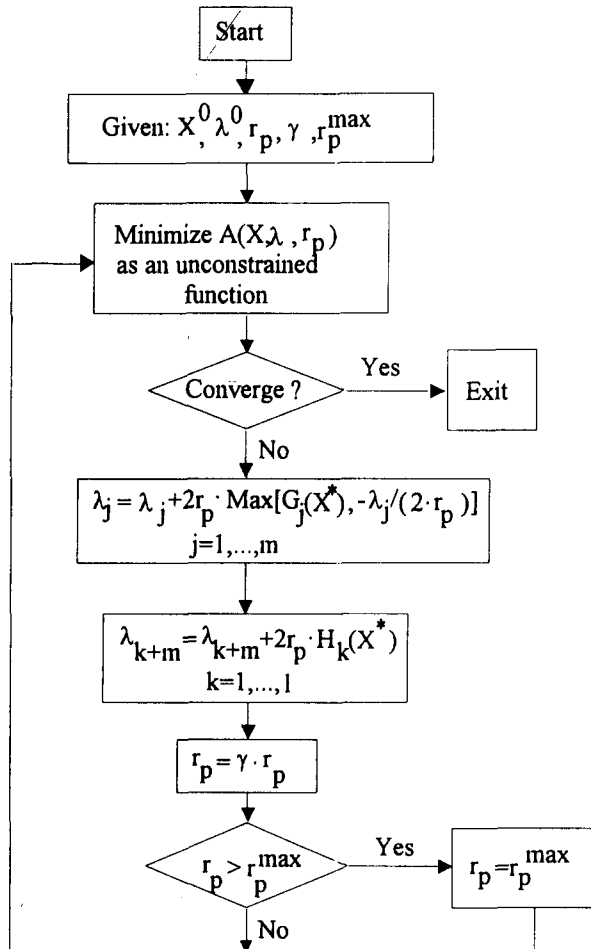 Start
Given: X^0, λ^0, r_p, γ, r_p^max
Minimize A(X,λ, r_p)
as an unconstrained
function
Converge ?
Yes
Exit
No
λ_j = λ_j+2r_p· Max[G_j(X^*), -λ_j/(2·r_p)]
j=1,...,m
λ_k+m = λ_k+m+2r_p·H_k(X^*)
k=1,...,l
r_p = γ·r_p
r_p > r_p^max
Yes
r_p=r_p^max
No